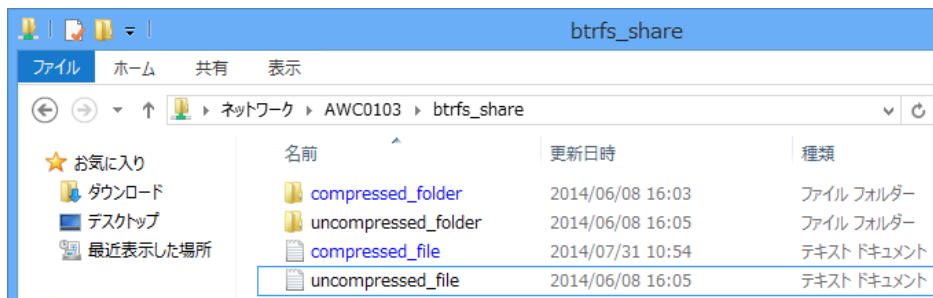 btrfs_share
ファイル ホーム 共有 表示
ネットワーク AWC0103 btrfs_share
お気に入り
ダウンロード
デスクトップ
最近表示した場所
名前 更新日時 種類
compressed_folder 2014/06/08 16:03 ファイル フォルダー
uncompressed_folder 2014/06/08 16:05 ファイル フォルダー
compressed_file 2014/07/31 10:54 テキスト ドキュメント
uncompressed_file 2014/06/08 16:05 テキスト ドキュメント